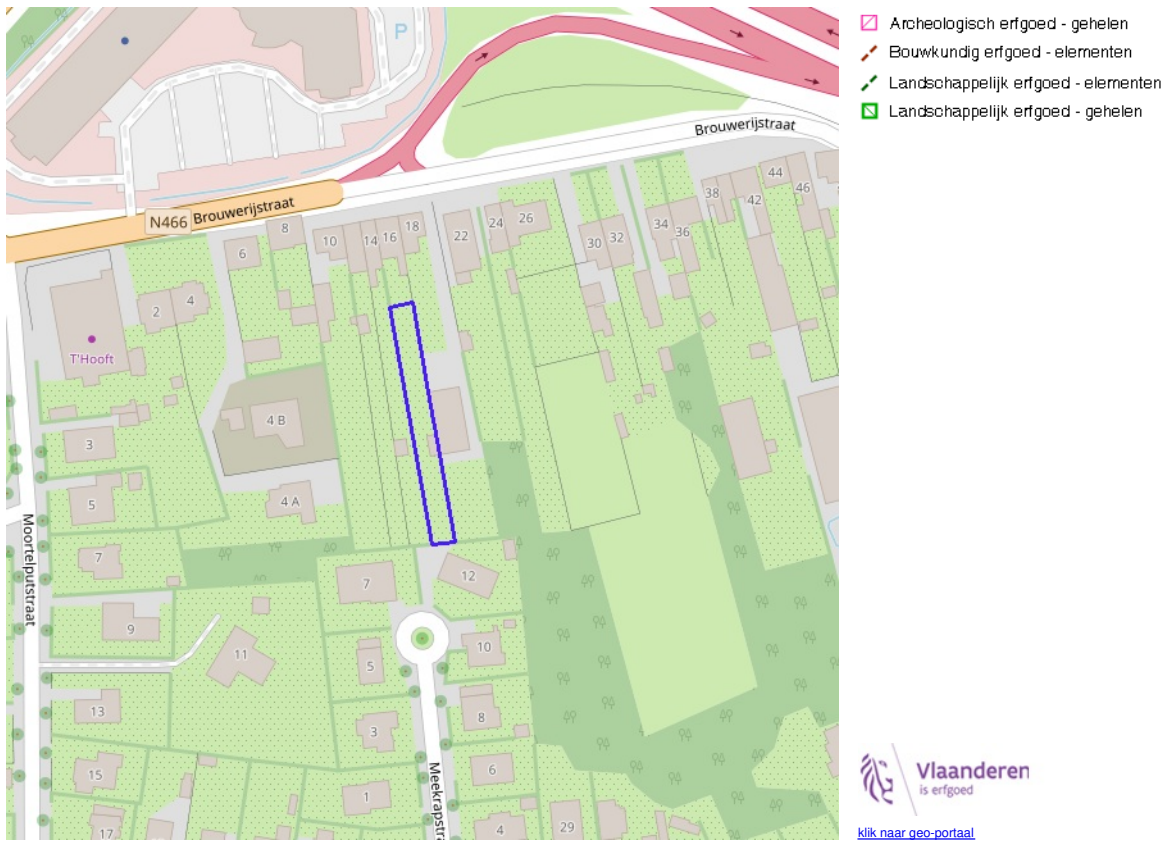 P
Brouwerijstraat
N466 Brouwerijstraat
44
38
46
42
8
18
26
24
34
10
14 16
22
36
6
30 32
4
2
T'Hooft
4 B
3
4 A
5
Moortelputstraat
7
12
7
9
10
11
5
13
8
3
6
15
Meekrapstr
1
17
4
29
Archeologisch erfgoed - gehelen
Bouwkundig erfgoed - elementen
Landschappelijk erfgoed - elementen
Landschappelijk erfgoed - gehelen
Vlaanderen
is erfgoed
klik naar geo-portaal